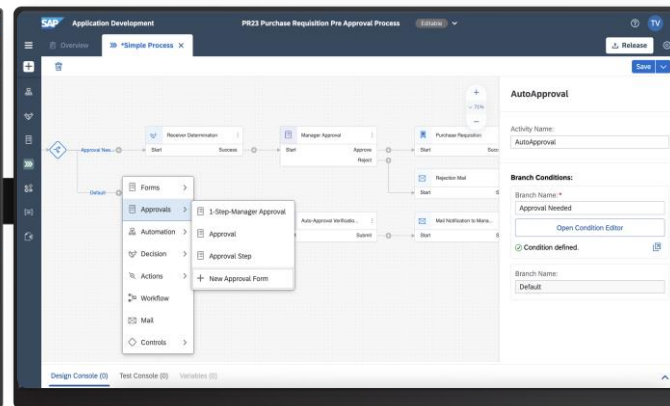 SAP Application Development
PR23 Purchase Requisition Pre Approval Process Editable
TV
Overview
*Simple Process
Release
Save
75%
Receiver Determination
Start Success
Manager Approval
Start Approve
Reject
Purchase Requisition
Start
Approval Nee...
Default
Rejection Mail
Start
Auto Approval Verificatio...
Submit
Mail Notification to Mana...
Start
Forms
Approvals
Automation
Decision
Actions
Workflow
Mail
Controls
1-Step-Manager Approval
Approval
Approval Step
New Approval Form
AutoApproval
Activity Name:
AutoApproval
Branch Conditions:
Branch Name:*
Approval Needed
Open Condition Editor
Condition defined.
Branch Name:
Default
Design Console (0)
Test Console (0)
Variables (0)